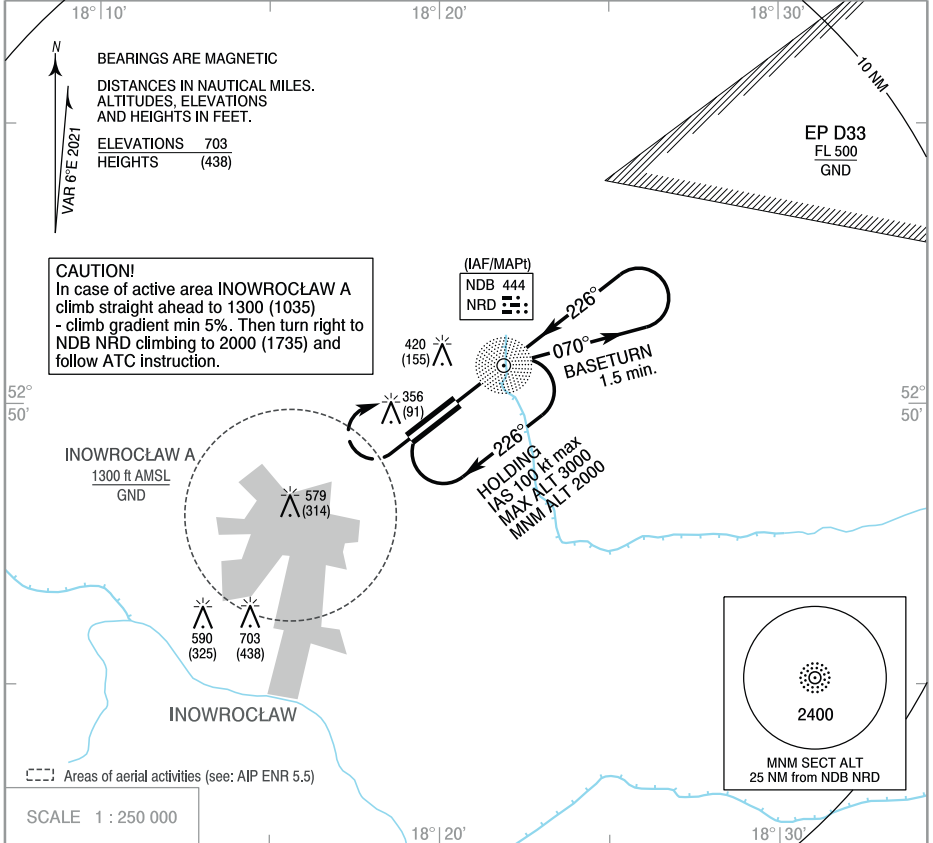 18° 10'
18° 20'
18° 30'
N
VAR 6°E 2021
BEARINGS ARE MAGNETIC
DISTANCES IN NAUTICAL MILES.
ALTITUDES, ELEVATIONS
AND HEIGHTS IN FEET.
ELEVATIONS 703
HEIGHTS (438)
10 NM
EP D33
FL 500
GND
CAUTION!
In case of active area INOWROCŁAW A
climb straight ahead to 1300 (1035)
- climb gradient min 5%. Then turn right to
NDB NRD climbing to 2000 (1735) and
follow ATC instruction.
(IAF/MAPt)
NDB 444
NRD
226°
070°
BASETURN
1.5 min.
420
(155)
356
(91)
52°
50'
52°
50'
226°
HOLDING
IAS 100 kt max
MAX ALT 3000
MNM ALT 2000
INOWROCŁAW A
1300 ft AMSL
GND
579
(314)
590
(325)
703
(438)
INOWROCŁAW
2400
MNM SECT ALT
25 NM from NDB NRD
Areas of aerial activities (see: AIP ENR 5.5)
SCALE 1 : 250 000
18° 20'
18° 30'